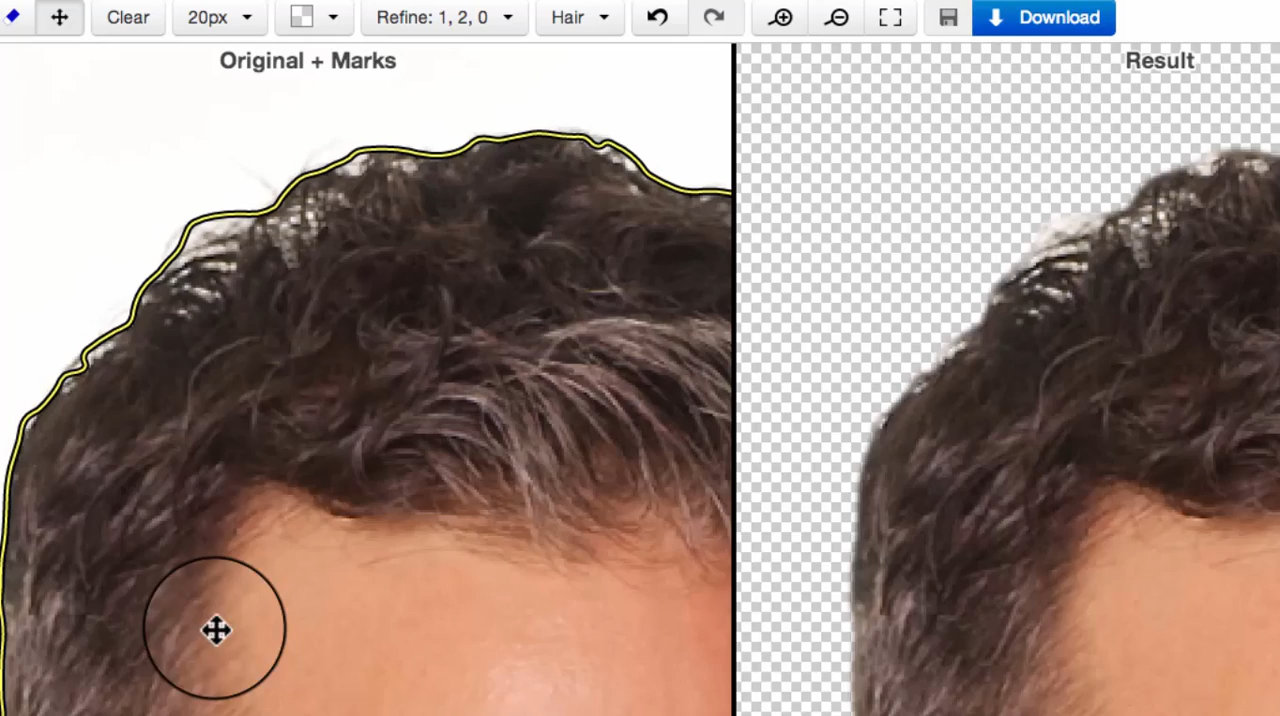 Clear 20px Refine: 1, 2, 0 Hair Download
Original + Marks Result